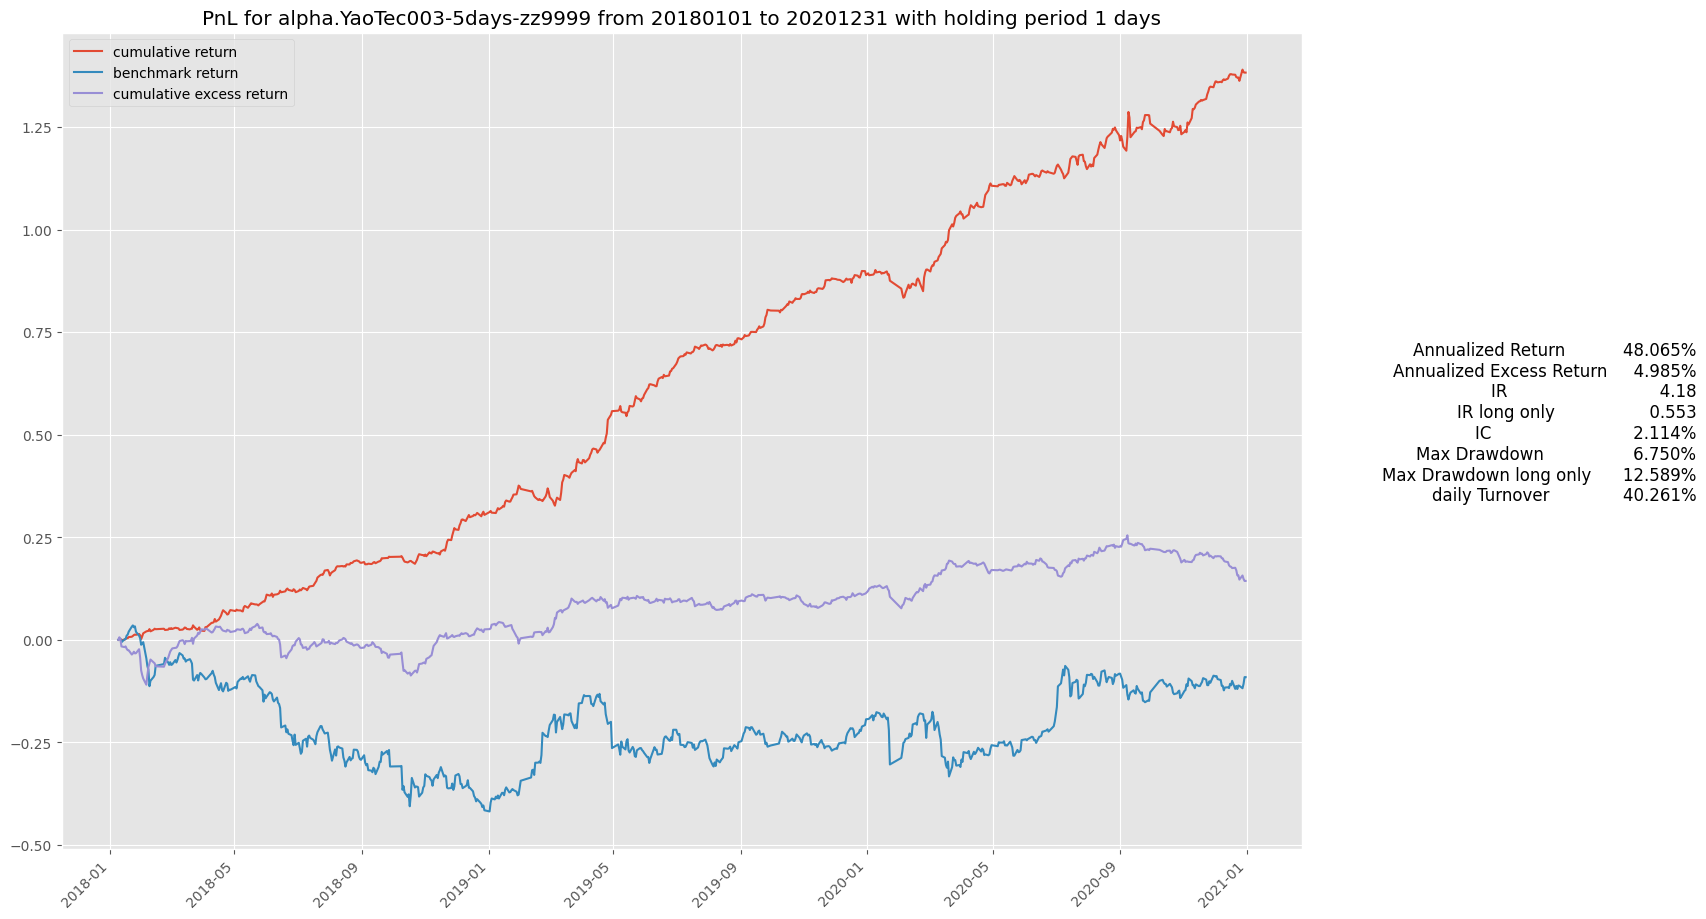 PnL for alpha.YaoTec003-5days-zz9999 from 20180101 to 20201231 with holding period 1 days
cumulative return
benchmark return
cumulative excess return
1.25
1.00
0.75
0.50
0.25
0.00
−0.25
−0.50
2018-01
2018-05
2018-09
2019-01
2019-05
2019-09
2020-01
2020-05
2020-09
2021-01
Annualized Return 48.065%
Annualized Excess Return 4.985%
IR 4.18
IR long only 0.553
IC 2.114%
Max Drawdown 6.750%
Max Drawdown long only 12.589%
daily Turnover 40.261%